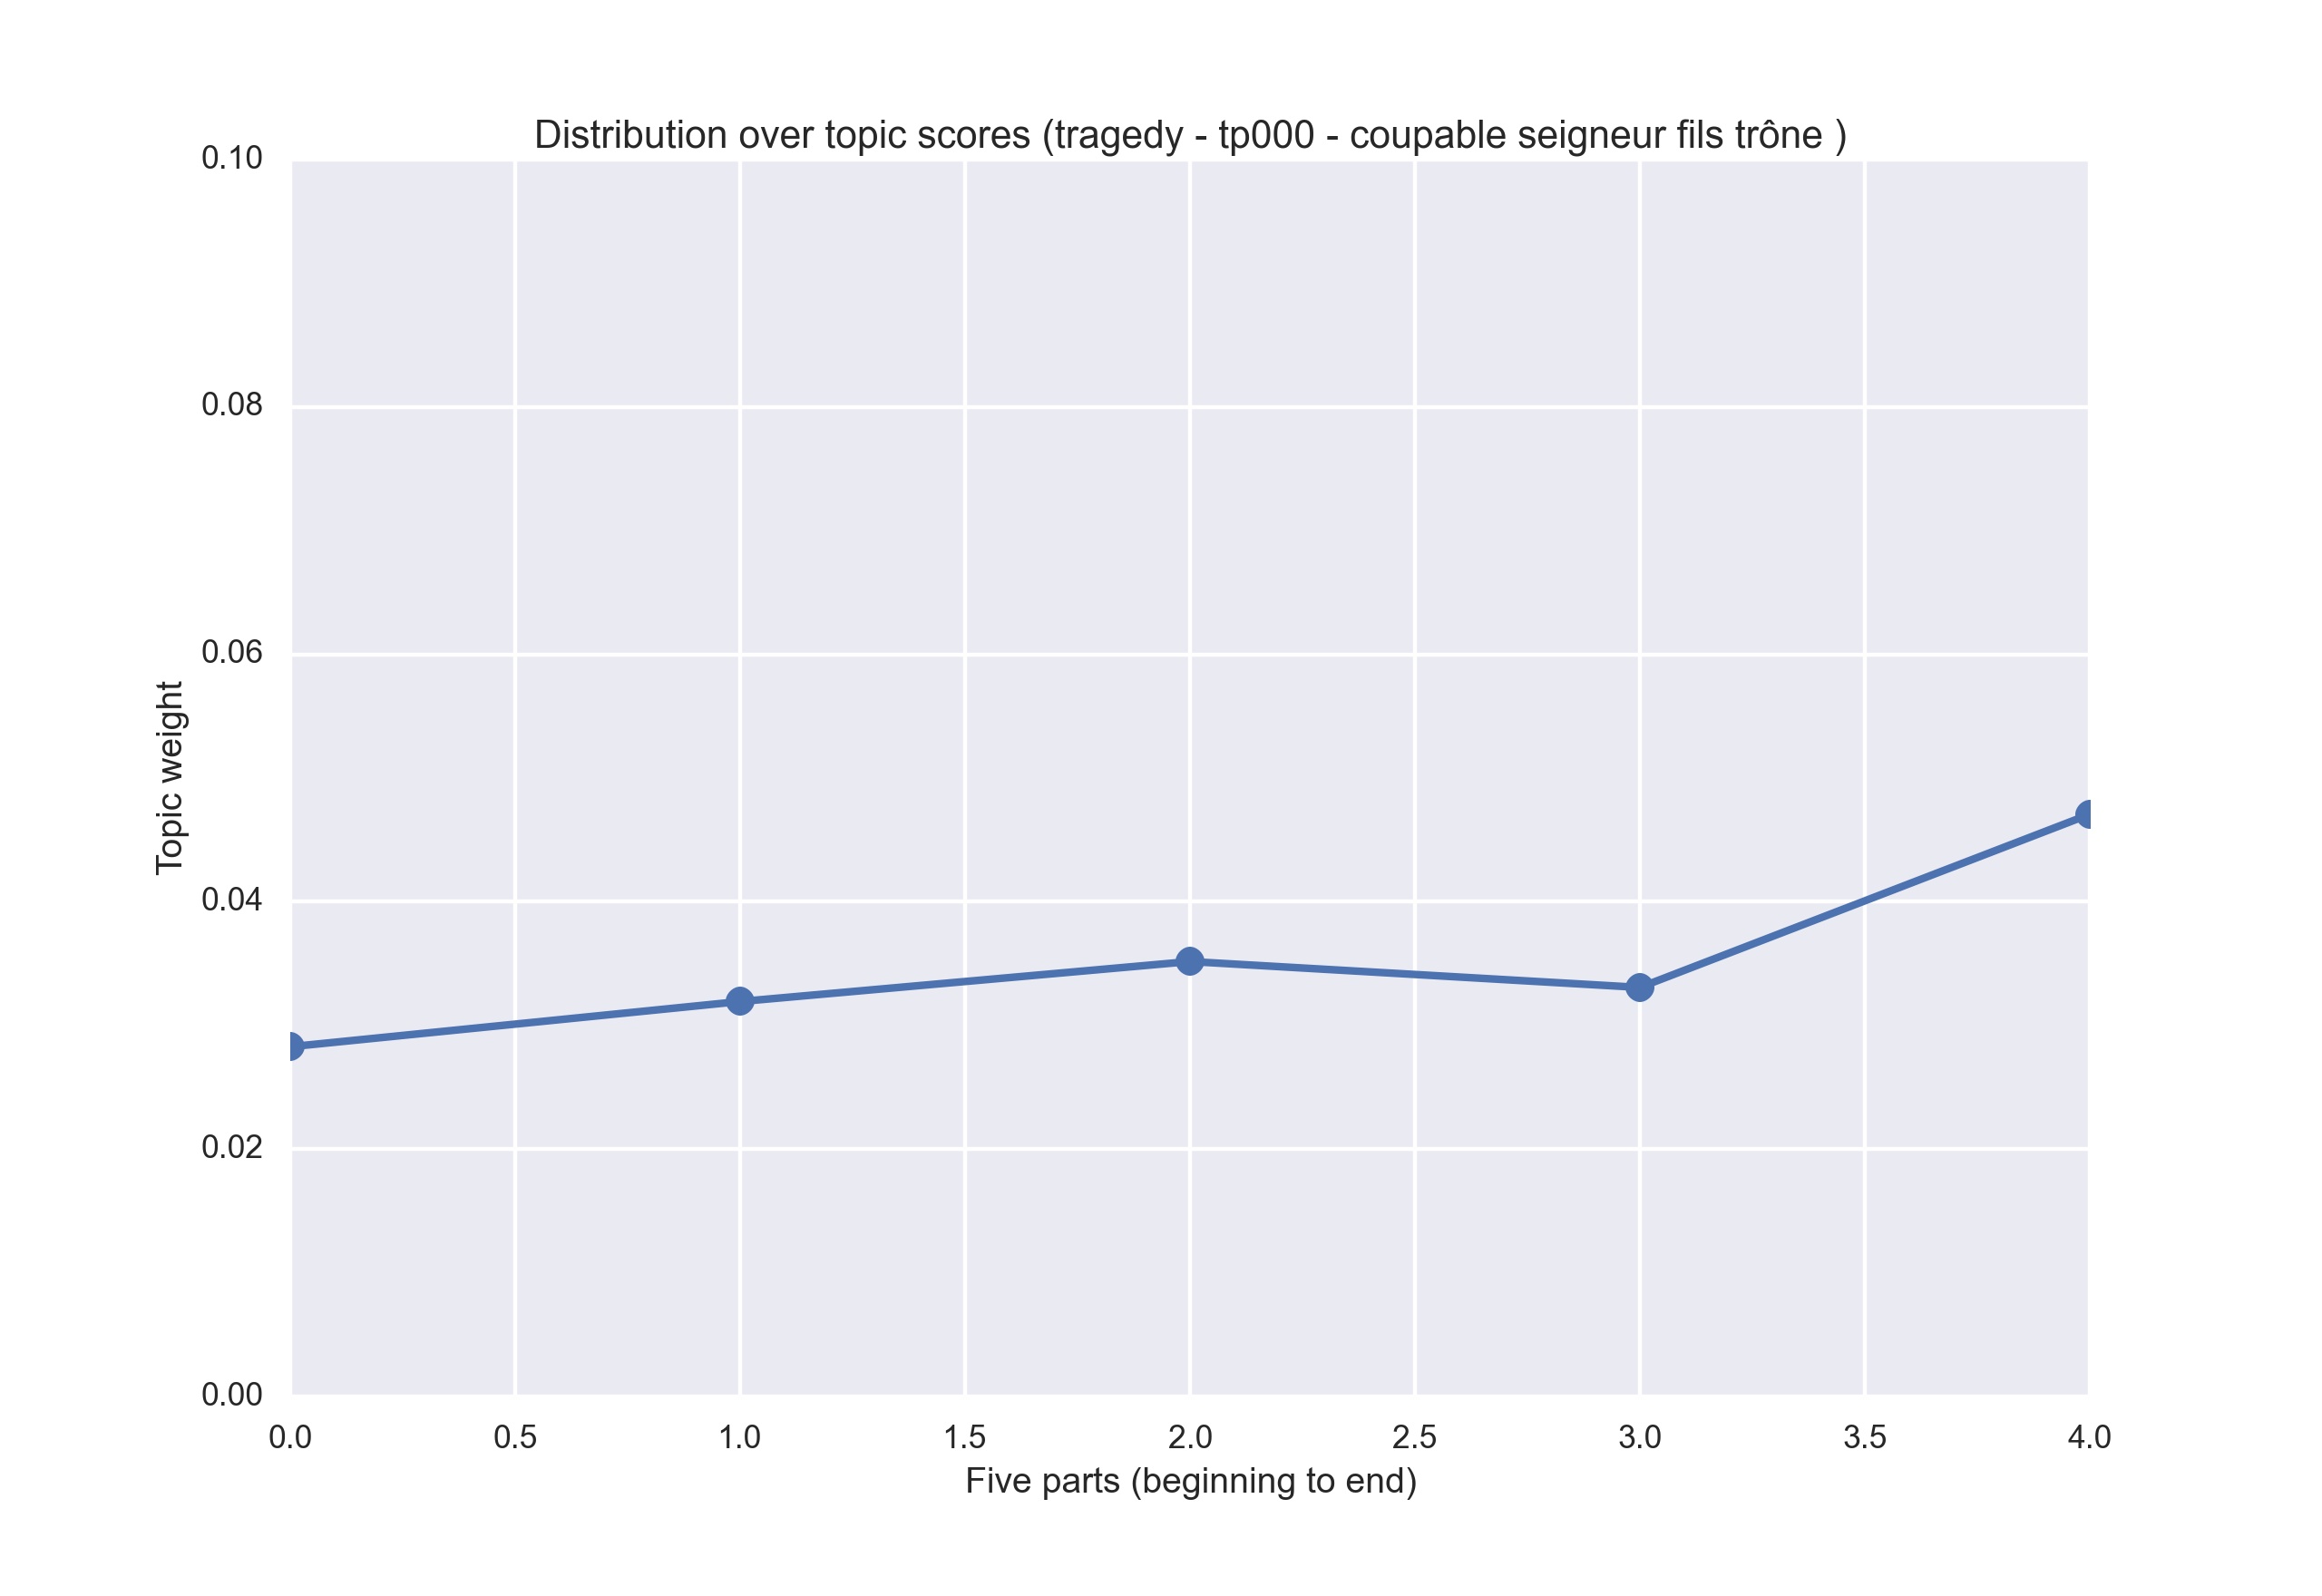 Distribution over topic scores (tragedy - tp000 - coupable seigneur fils trône )
0.10
0.08
0.06
0.04
0.02
0.00
Topic weight
0.0 0.5 1.0 1.5 2.0 2.5 3.0 3.5 4.0
Five parts (beginning to end)